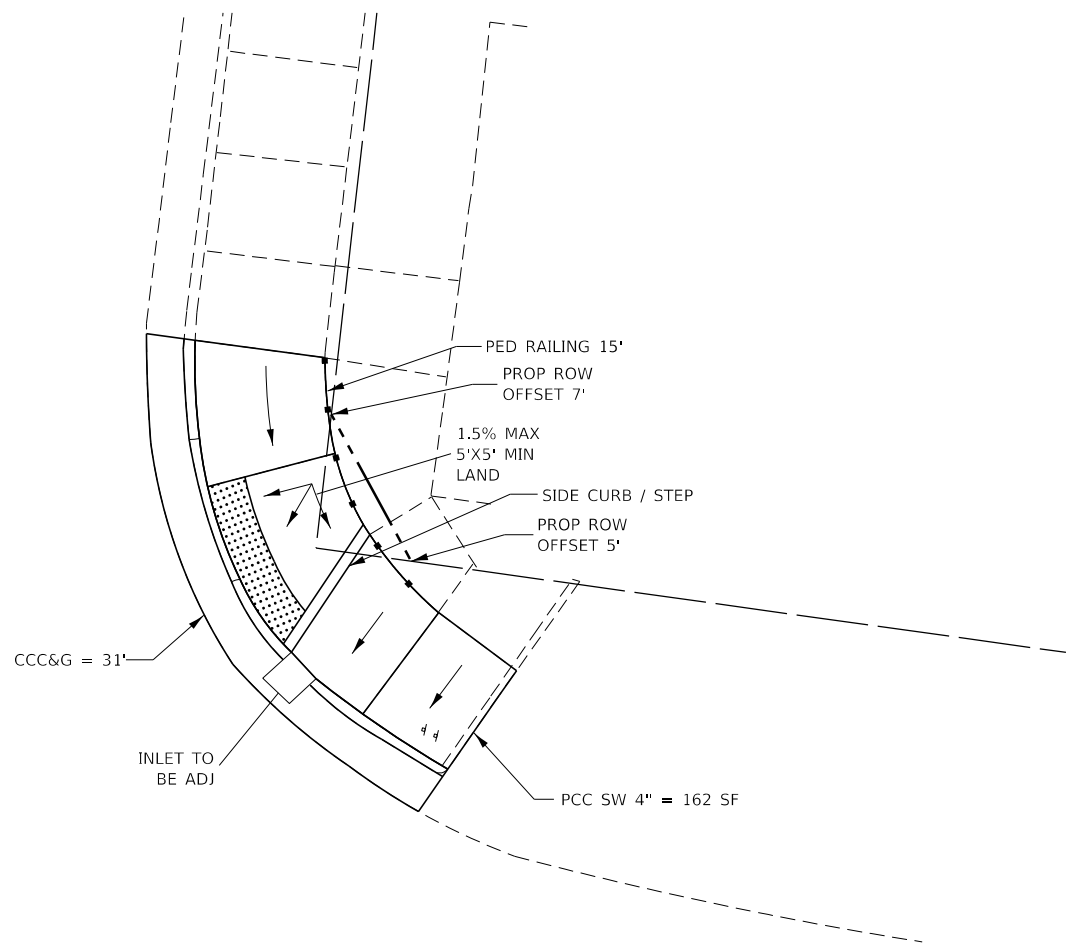 PED RAILING 15'
PROP ROW
OFFSET 7'
1.5% MAX
5'X5' MIN
LAND
SIDE CURB / STEP
PROP ROW
OFFSET 5'
CCC&G = 31'
INLET TO
BE ADJ
PCC SW 4" = 162 SF